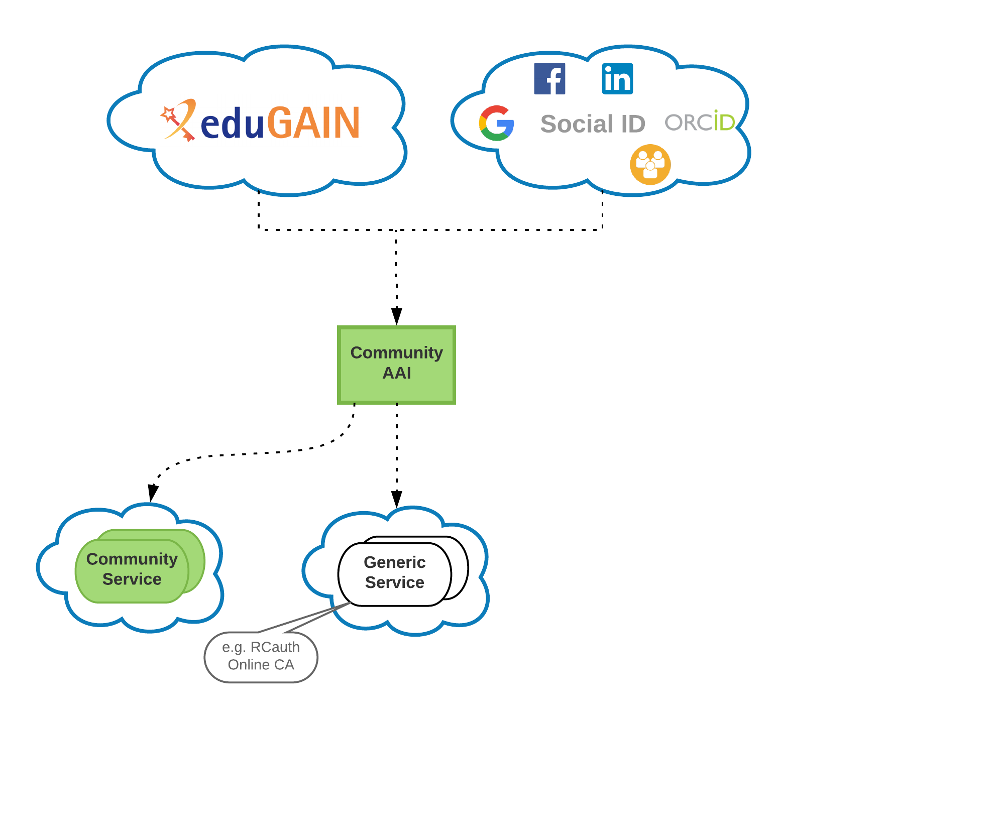 eduGAIN
Social ID
ORCiD
Community
AAI
Community
Service
Generic
Service
e.g. RCauth
Online CA